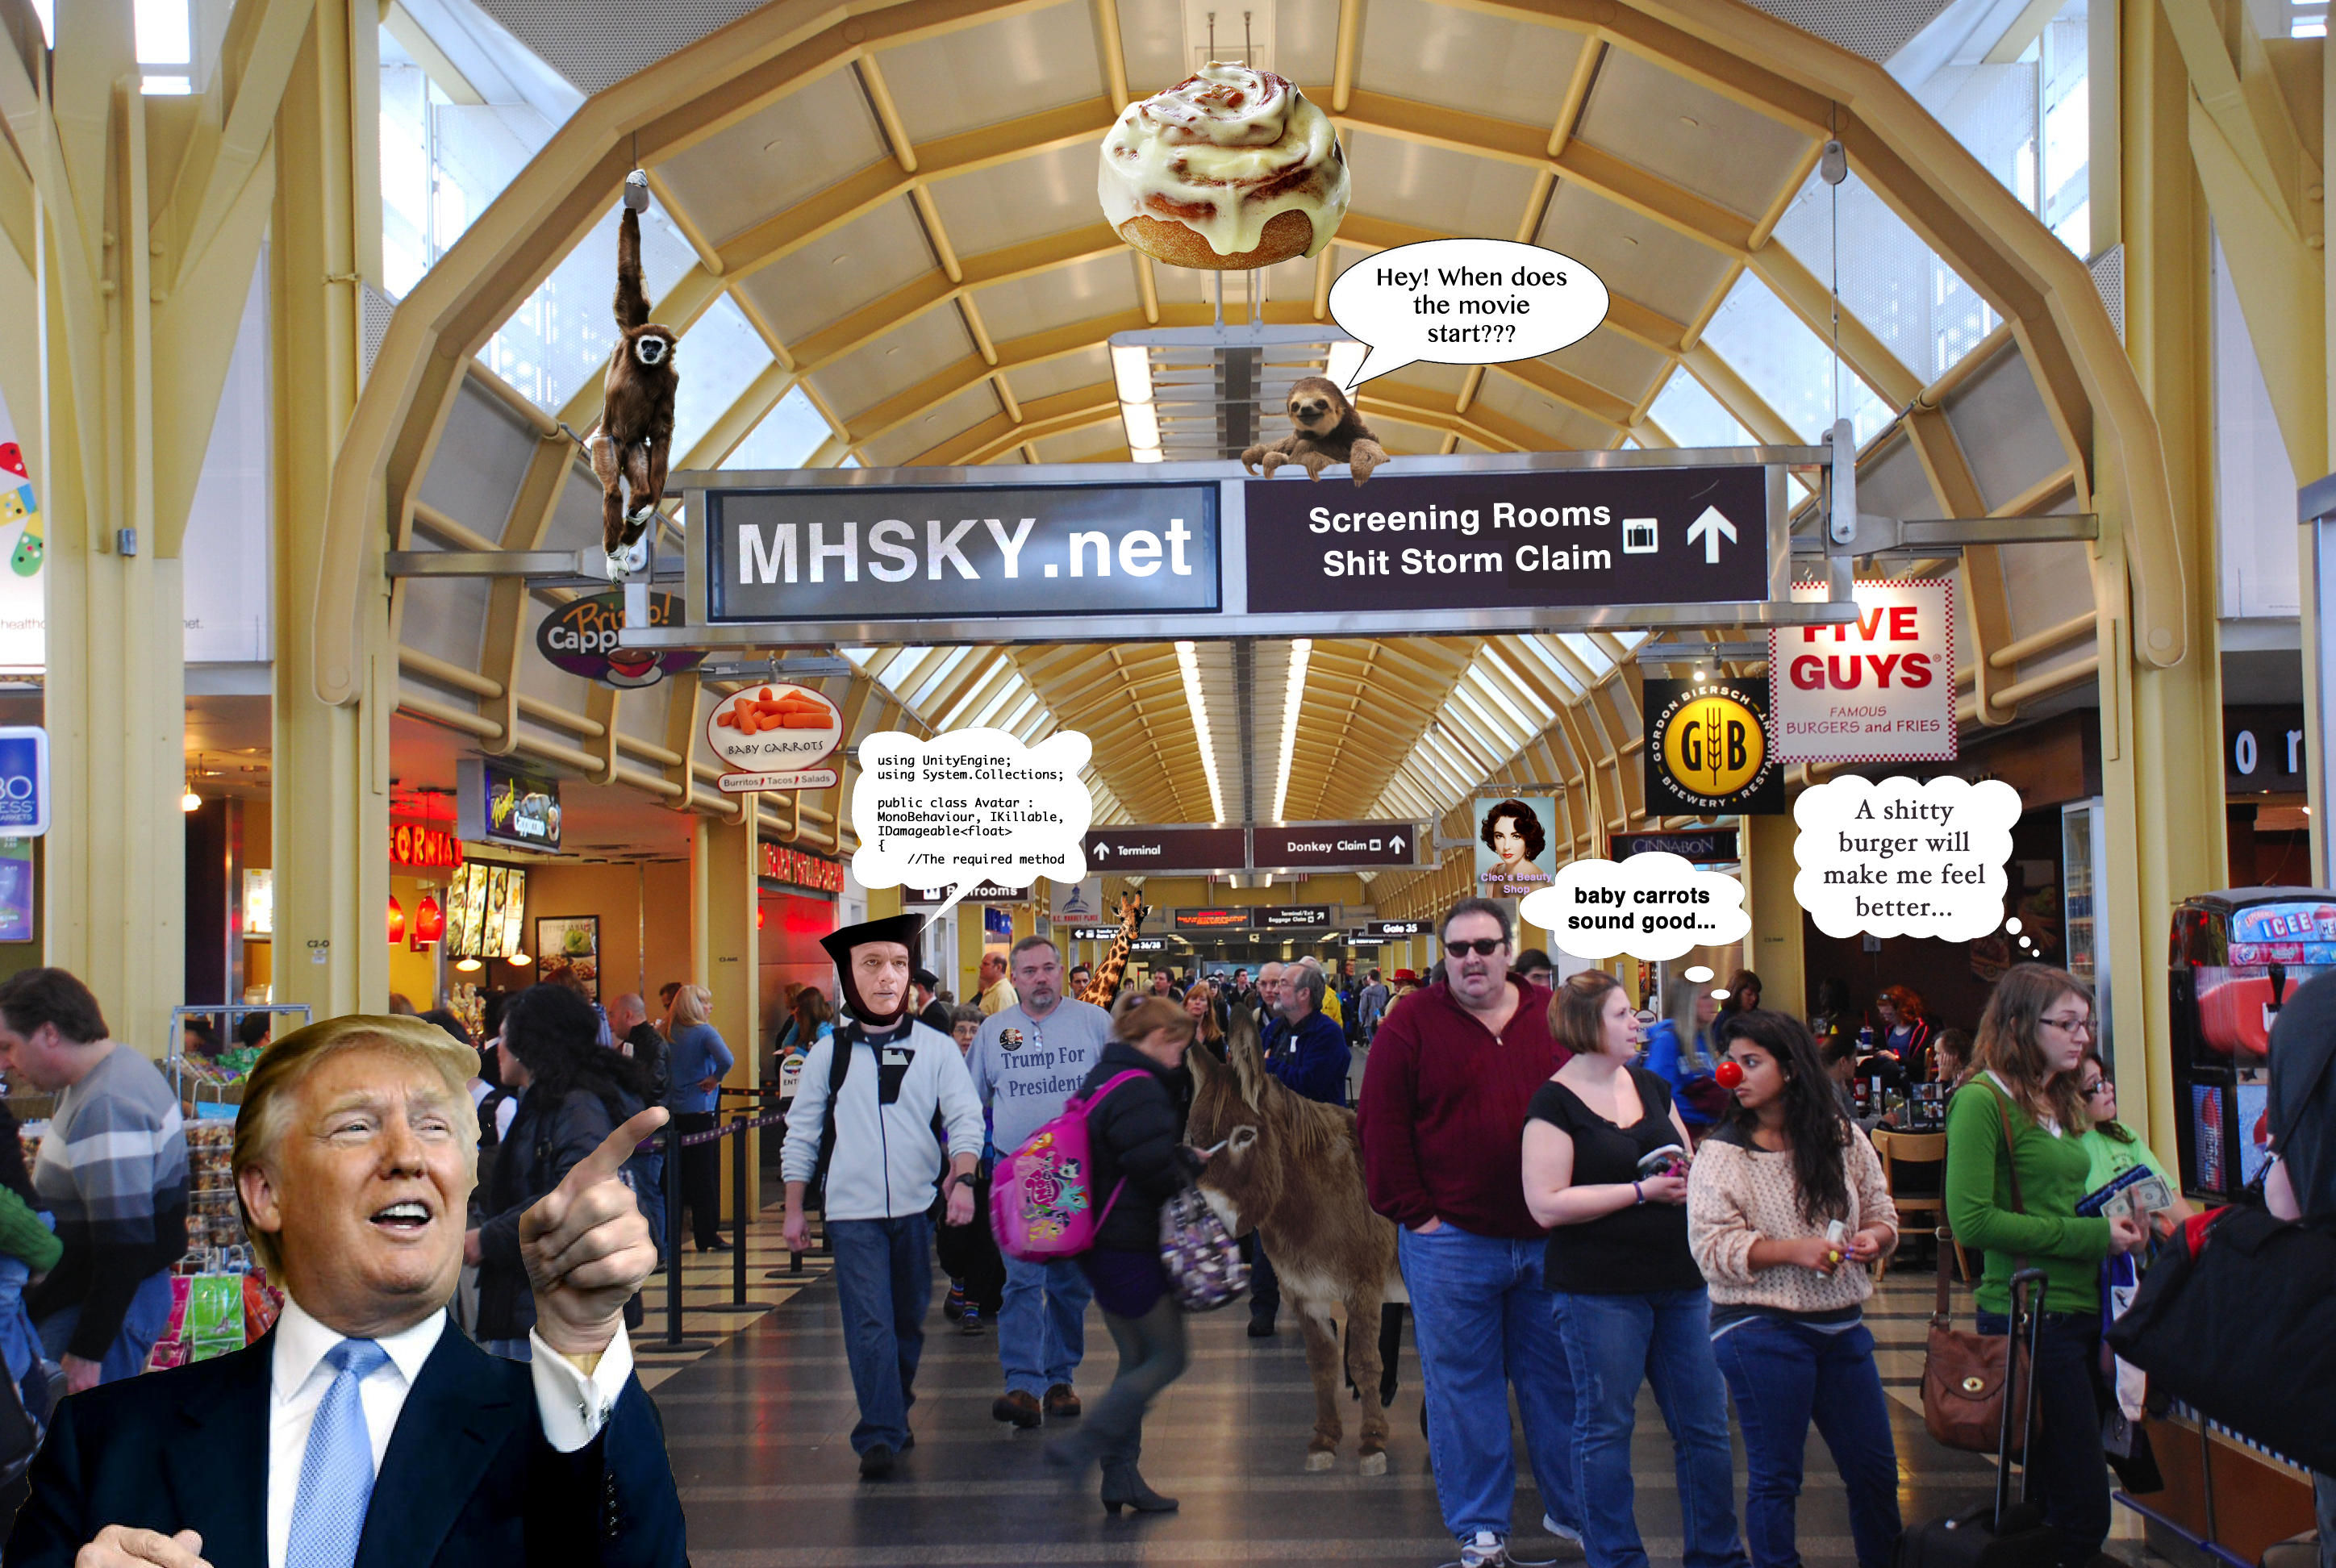 Hey! When does
the movie
start???
MHSKY.net
Screening Rooms
Shit Storm Claim
FIVE
GUYS
FAMOUS
BURGERS and FRIES
GORDON BIERSCH
GB
BREWERY • RESTAURANT
BABY CARROTS
Burritos / Tacos / Salads
using UnityEngine;
using System.Collections;
public class Avatar :
MonoBehaviour, IKillable,
IDamageable<float>
{
//The required method
Terminal
Donkey Claim
Cleo's Beauty
Shop
CINNABON
baby carrots
sound good...
A shitty
burger will
make me feel
better...
ICEE
Gate 35
36/38
Trump For
President